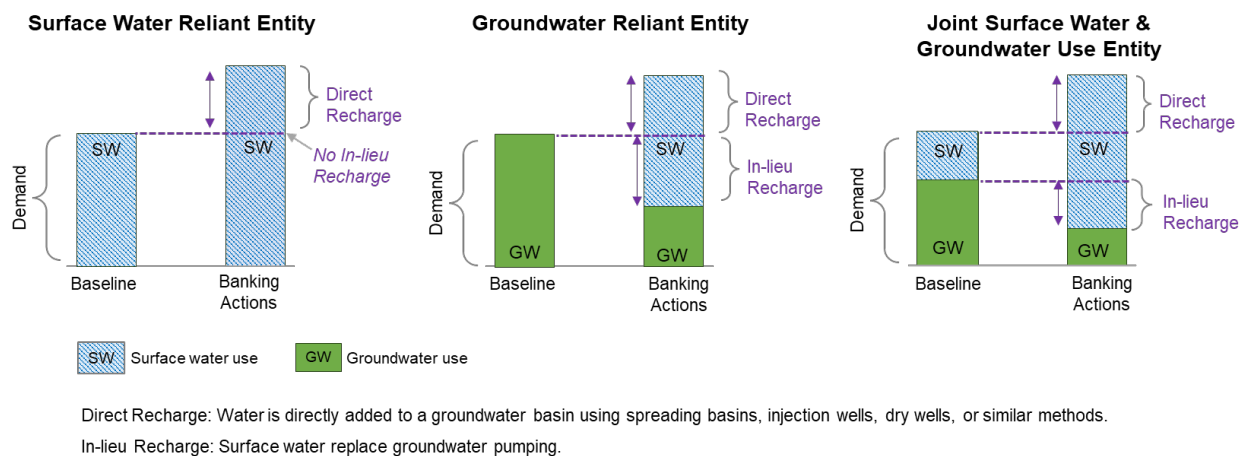 Surface Water Reliant Entity
Demand
SW
SW
Direct
Recharge
No In-lieu
Recharge
Baseline
Banking
Actions
Groundwater Reliant Entity
Demand
GW
SW
GW
Direct
Recharge
In-lieu
Recharge
Baseline
Banking
Actions
Joint Surface Water &
Groundwater Use Entity
Demand
SW
GW
SW
GW
Direct
Recharge
In-lieu
Recharge
Baseline
Banking
Actions
SW Surface water use
GW Groundwater use
Direct Recharge: Water is directly added to a groundwater basin using spreading basins, injection wells, dry wells, or similar methods.
In-lieu Recharge: Surface water replace groundwater pumping.